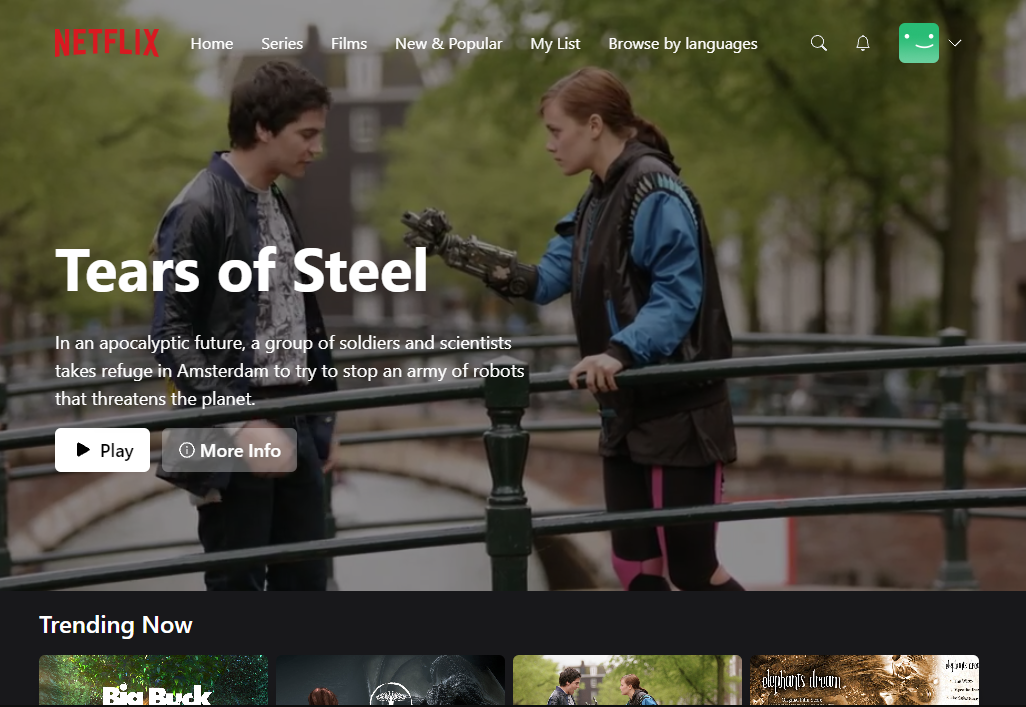 NETFLIX Home Series Films New & Popular My List Browse by languages
Tears of Steel
In an apocalyptic future, a group of soldiers and scientists
takes refuge in Amsterdam to try to stop an army of robots
that threatens the planet.
Play More Info
Trending Now
Big Buck
elephants dream